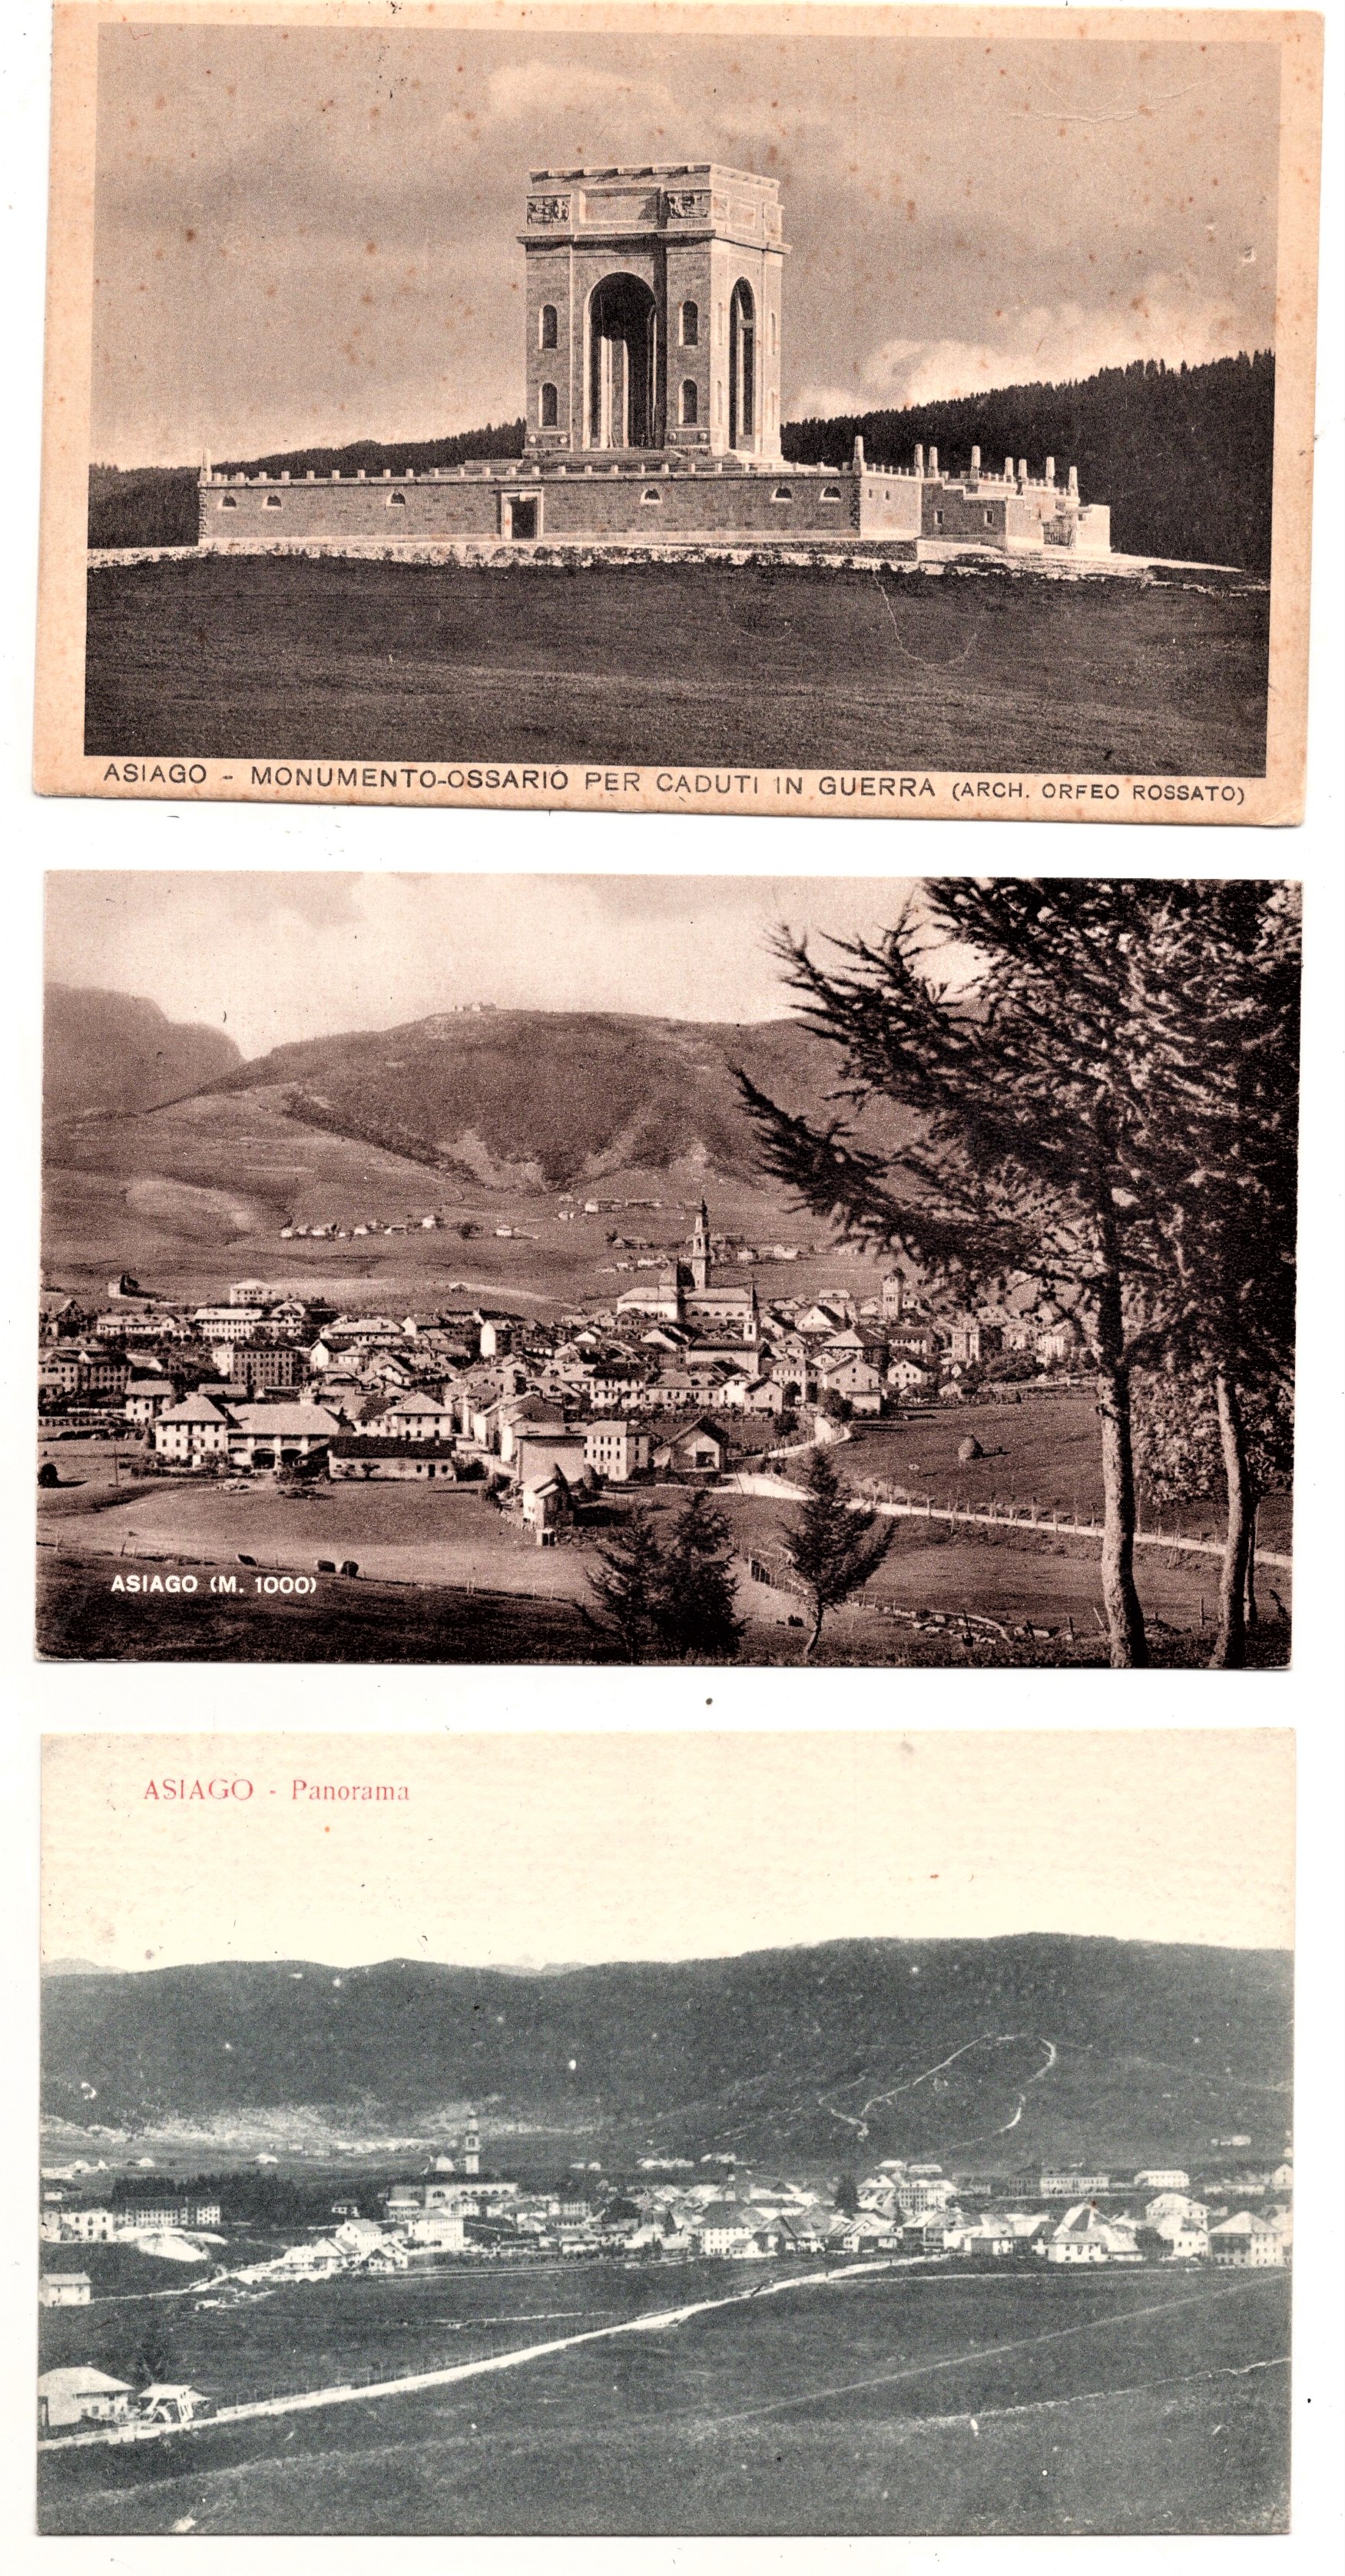 ASIAGO - MONUMENTO-OSSARIO PER CADUTI IN GUERRA (ARCH. ORFEO ROSSATO)
ASIAGO (M. 1000)
ASIAGO - Panorama